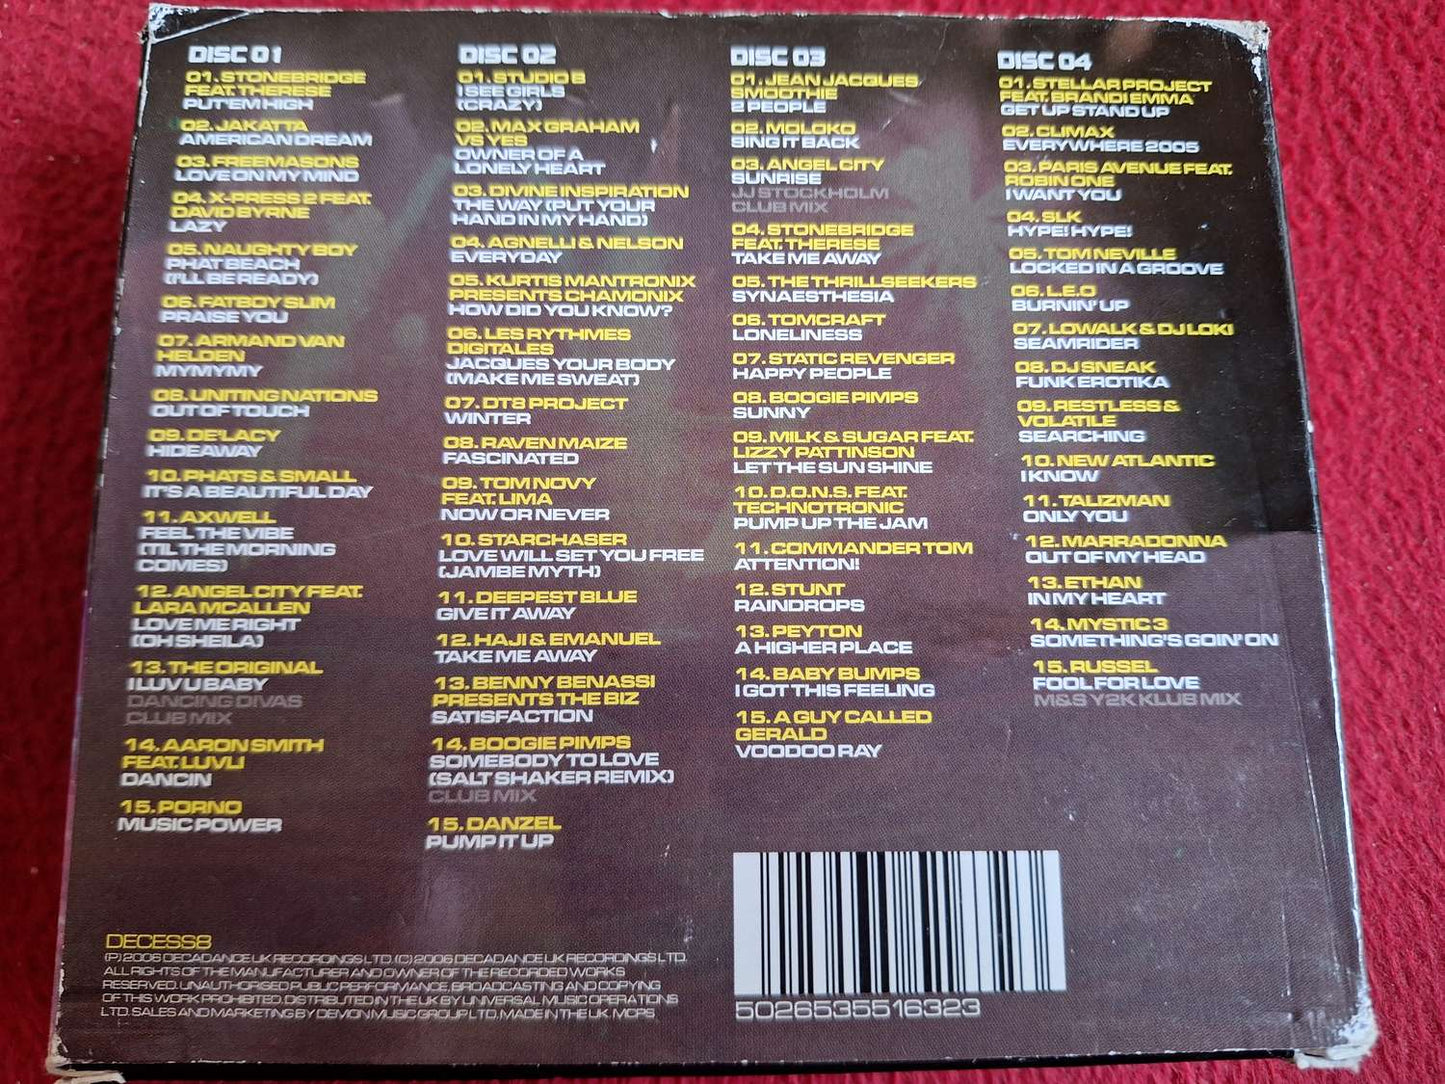 DISC 01
01. STONEBRIDGE
FEAT. THERESE
PUT 'EM HIGH
02. JAKATTA
AMERICAN DREAM
03. FREEMASONS
LOVE ON MY MIND
04. X-PRESS 2 FEAT.
DAVID BYRNE
LAZY
05. NAUGHTY BOY
PHAT BEACH
(I'LL BE READY)
06. FATBOY SLIM
PRAISE YOU
07. ARMAND VAN
HELDEN
MYMYMY
08. UNITING NATIONS
OUT OF TOUCH
09. DE'LACY
HIDEAWAY
10. PHATS & SMALL
IT'S A BEAUTIFUL DAY
11. AXWELL
FEEL THE VIBE
(TIL THE MORNING
COMES)
12. ANGEL CITY FEAT.
LARA MCALLEN
LOVE ME RIGHT
(OH SHEILA)
13. THE ORIGINAL
I LUV U BABY
DANCING DIVAS
CLUB MIX
14. AARON SMITH
FEAT. LUVLI
DANCIN
15. PORNO
MUSIC POWER
DISC 02
01. STUDIO B
I SEE GIRLS
(CRAZY)
02. MAX GRAHAM
VS YES
OWNER OF A
LONELY HEART
03. DIVINE INSPIRATION
THE WAY (PUT YOUR
HAND IN MY HAND)
04. AGNELLI & NELSON
EVERYDAY
05. KURTIS MANTRONIX
PRESENTS CHAMONIX
HOW DID YOU KNOW?
06. LES RYTHMES
DIGITALES
JACQUES YOUR BODY
(MAKE ME SWEAT)
07. DT8 PROJECT
WINTER
08. RAVEN MAIZE
FASCINATED
09. TOM NOVY
FEAT. LIMA
NOW OR NEVER
10. STARCHASER
LOVE WILL SET YOU FREE
(JAMBE MYTH)
11. DEEPEST BLUE
GIVE IT AWAY
12. HAJI & EMANUEL
TAKE ME AWAY
13. BENNY BENASSI
PRESENTS THE BIZ
SATISFACTION
14. BOOGIE PIMPS
SOMEBODY TO LOVE
(SALT SHAKER REMIX)
CLUB MIX
15. DANZEL
PUMP IT UP
DISC 03
01. JEAN JACQUES
SMOOTHIE
2 PEOPLE
02. MOLOKO
SING IT BACK
03. ANGEL CITY
SUNRISE
JJ STOCKHOLM
CLUB MIX
04. STONEBRIDGE
FEAT. THERESE
TAKE ME AWAY
05. THE THRILLSEEKERS
SYNAESTHESIA
06. TOMCRAFT
LONELINESS
07. STATIC REVENGER
HAPPY PEOPLE
08. BOOGIE PIMPS
SUNNY
09. MILK & SUGAR FEAT.
LIZZY PATTINSON
LET THE SUN SHINE
10. D.O.N.S. FEAT.
TECHNOTRONIC
PUMP UP THE JAM
11. COMMANDER TOM
ATTENTION!
12. STUNT
RAINDROPS
13. PEYTON
A HIGHER PLACE
14. BABY BUMPS
I GOT THIS FEELING
15. A GUY CALLED
GERALD
VOODOO RAY
DISC 04
01. STELLAR PROJECT
FEAT. BRANDI EMMA
GET UP STAND UP
02. CLIMAX
EVERYWHERE 2005
03. PARIS AVENUE FEAT.
ROBIN ONE
I WANT YOU
04. SLK
HYPE! HYPE!
05. TOM NEVILLE
LOCKED IN A GROOVE
06. L.E.O
BURNIN' UP
07. LOWALK & DJ LOKI
SEAMRIDER
08. DJ SNEAK
FUNK EROTIKA
09. RESTLESS &
VOLATILE
SEARCHING
10. NEW ATLANTIC
I KNOW
11. TALIZMAN
ONLY YOU
12. MARRADONNA
OUT OF MY HEAD
13. ETHAN
IN MY HEART
14. MYSTIC 3
SOMETHING'S GOIN' ON
15. RUSSEL
FOOL FOR LOVE
M&S Y2K KLUB MIX
DECESS8
(P) 2006 DECADANCE UK RECORDINGS LTD. (C) 2006 DECADANCE UK RECORDINGS LTD.
ALL RIGHTS OF THE MANUFACTURER AND OWNER OF THE RECORDED WORKS
RESERVED. UNAUTHORISED PUBLIC PERFORMANCE, BROADCASTING AND COPYING
OF THIS WORK PROHIBITED. DISTRIBUTED IN THE UK BY UNIVERSAL MUSIC OPERATIONS
LTD. SALES AND MARKETING BY DEMON MUSIC GROUP LTD, MADE IN THE UK. MCPS
5026535516323